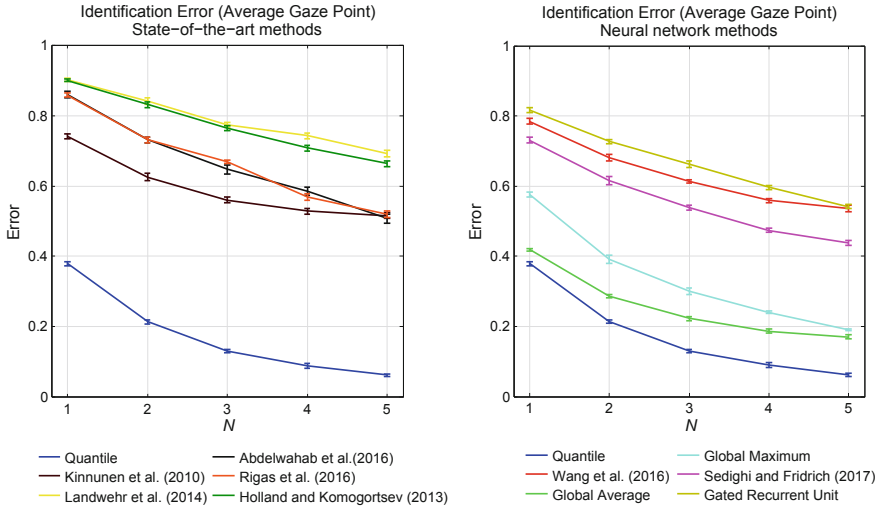 Identification Error (Average Gaze Point)
State-of-the-art methods
1
0.8
0.6
0.4
0.2
0
Error
1 2 3 4 5
N
Quantile
Kinnunen et al. (2010)
Landwehr et al. (2014)
Abdelwahab et al.(2016)
Rigas et al. (2016)
Holland and Komogortsev (2013)
Identification Error (Average Gaze Point)
Neural network methods
1
0.8
0.6
0.4
0.2
0
Error
1 2 3 4 5
N
Quantile
Wang et al. (2016)
Global Average
Global Maximum
Sedighi and Fridrich (2017)
Gated Recurrent Unit